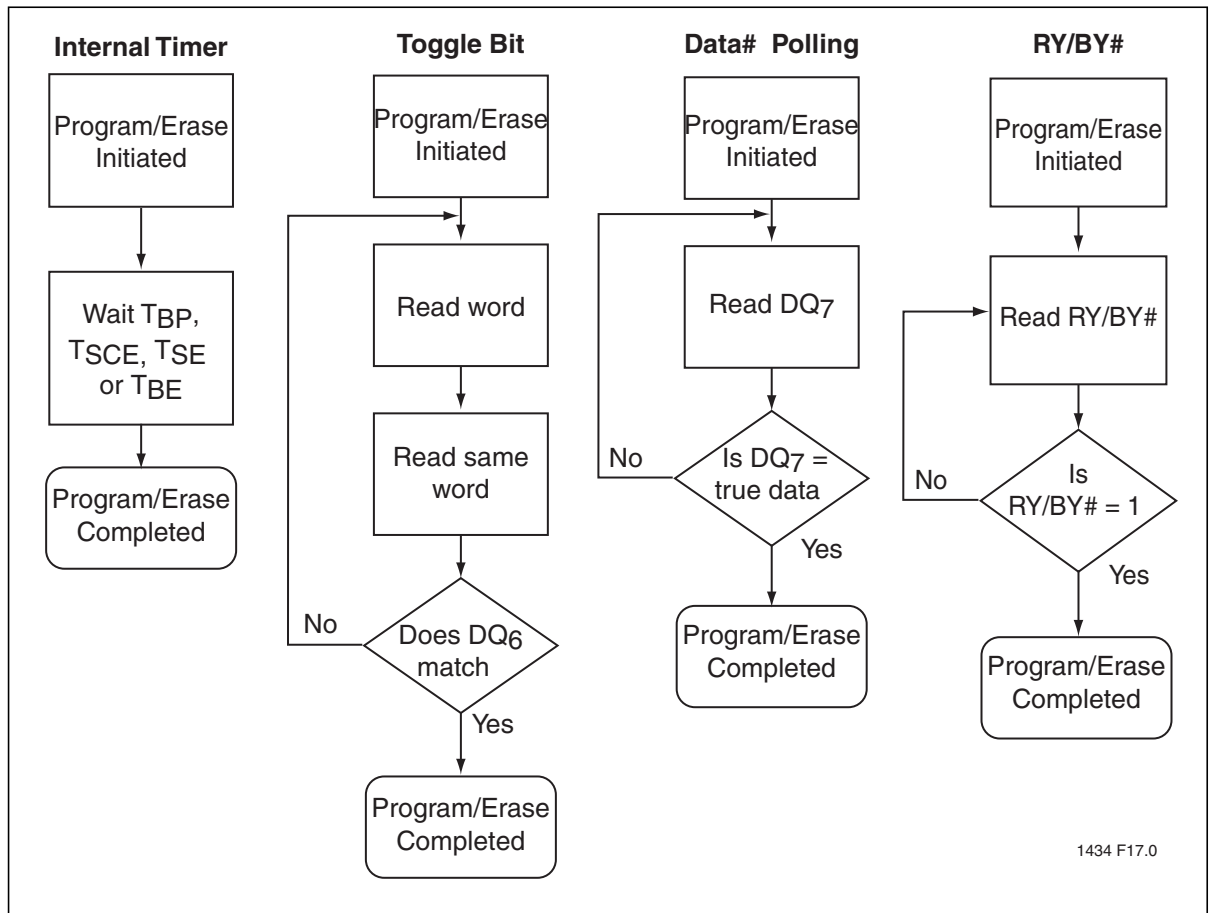 Internal Timer
Program/Erase
Initiated
Wait TBP,
TSCE, TSE
or TBE
Program/Erase
Completed
Toggle Bit
Program/Erase
Initiated
Read word
Read same
word
Does DQ6
match
No
Yes
Program/Erase
Completed
Data# Polling
Program/Erase
Initiated
Read DQ7
Is DQ7 =
true data
No
Yes
Program/Erase
Completed
RY/BY#
Program/Erase
Initiated
Read RY/BY#
Is
RY/BY# = 1
No
Yes
Program/Erase
Completed
1434 F17.0